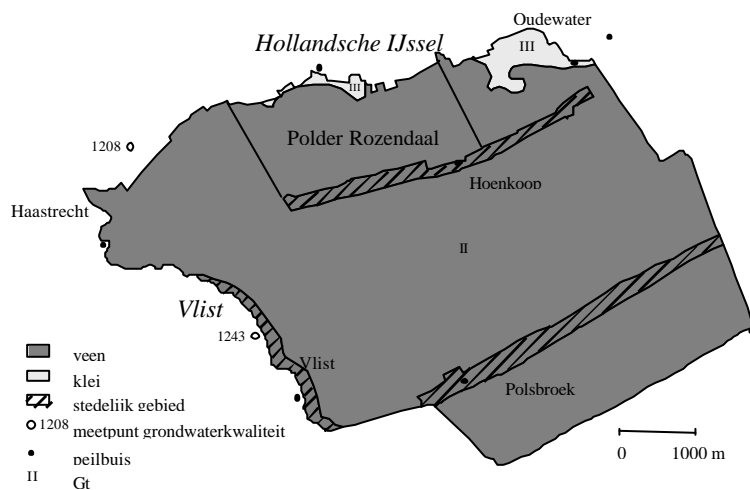 Oudewater
Hollandsche IJssel
III
III
Polder Rozendaal
1208
Hoenkoop
Haastrecht
II
Vlist
1243
Vlist
Polsbroek
veen
klei
stedelijk gebied
1208 meetpunt grondwaterkwaliteit
peilbuis
II Gt
0 1000 m